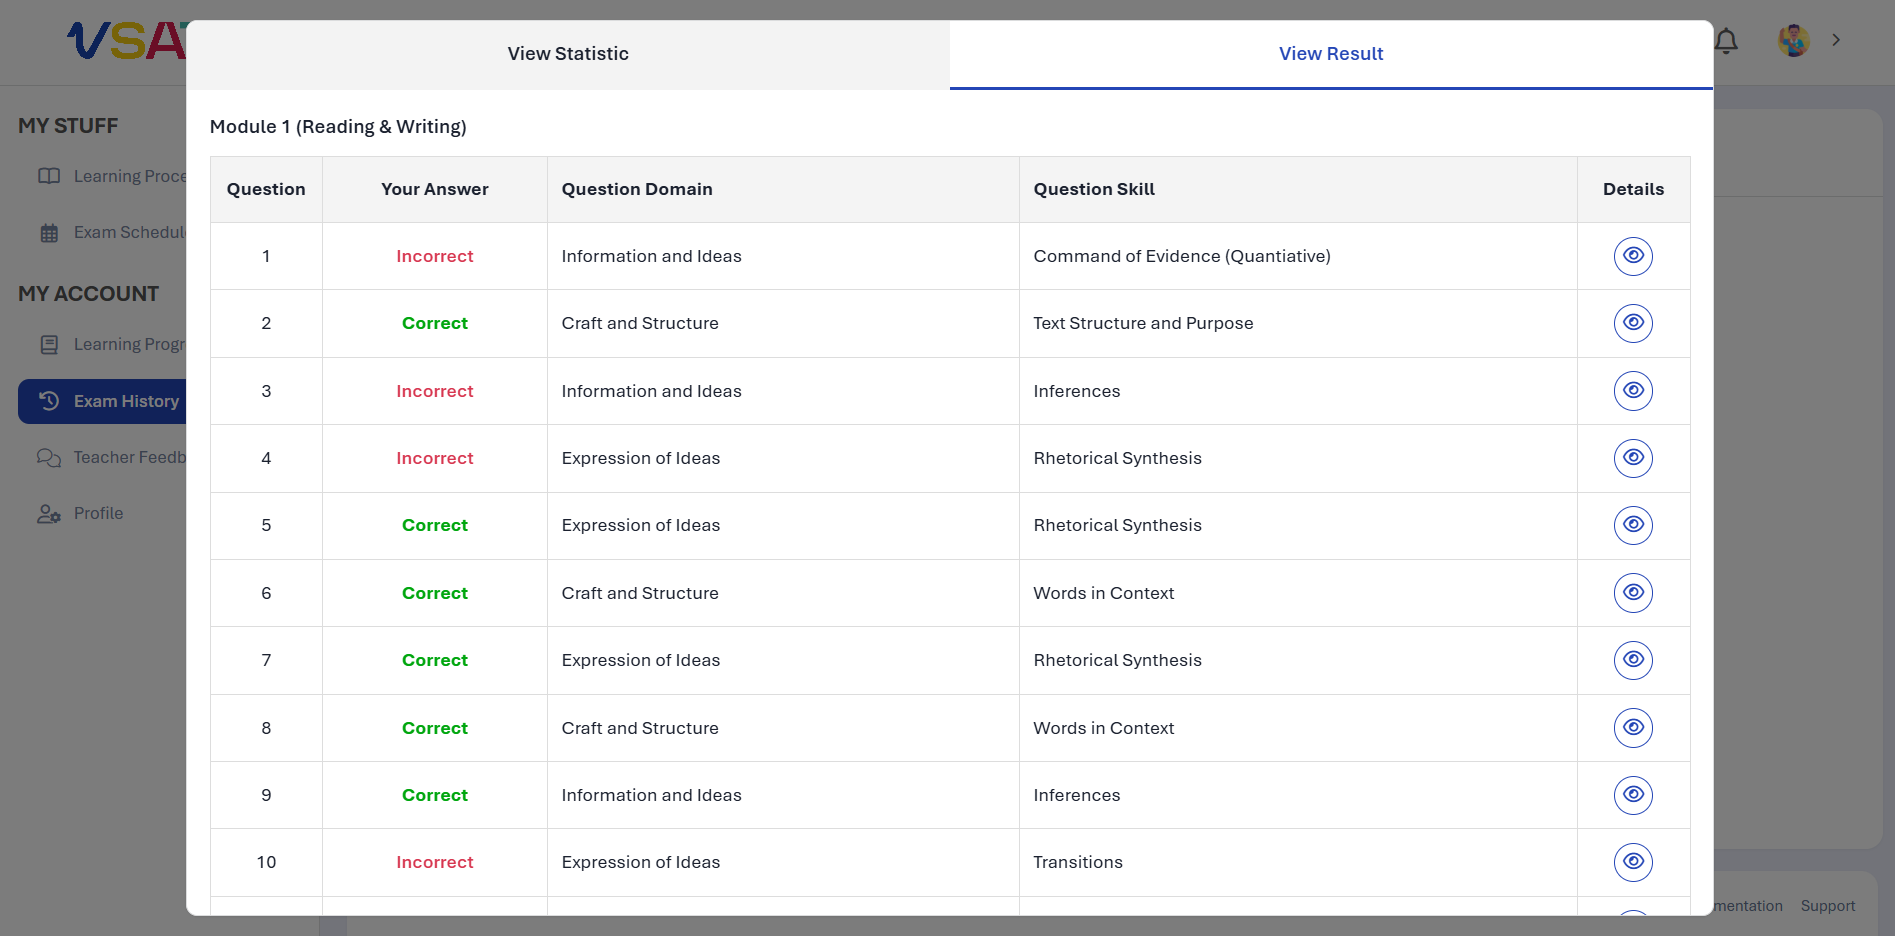 VSA
View Statistic
View Result
MY STUFF
Learning Proce
Exam Schedul
MY ACCOUNT
Learning Progr
Exam History
Teacher Feedb
Profile
Module 1 (Reading & Writing)
Question Your Answer Question Domain Question Skill Details
1 Incorrect Information and Ideas Command of Evidence (Quantiative)
2 Correct Craft and Structure Text Structure and Purpose
3 Incorrect Information and Ideas Inferences
4 Incorrect Expression of Ideas Rhetorical Synthesis
5 Correct Expression of Ideas Rhetorical Synthesis
6 Correct Craft and Structure Words in Context
7 Correct Expression of Ideas Rhetorical Synthesis
8 Correct Craft and Structure Words in Context
9 Correct Information and Ideas Inferences
10 Incorrect Expression of Ideas Transitions
mentation Support